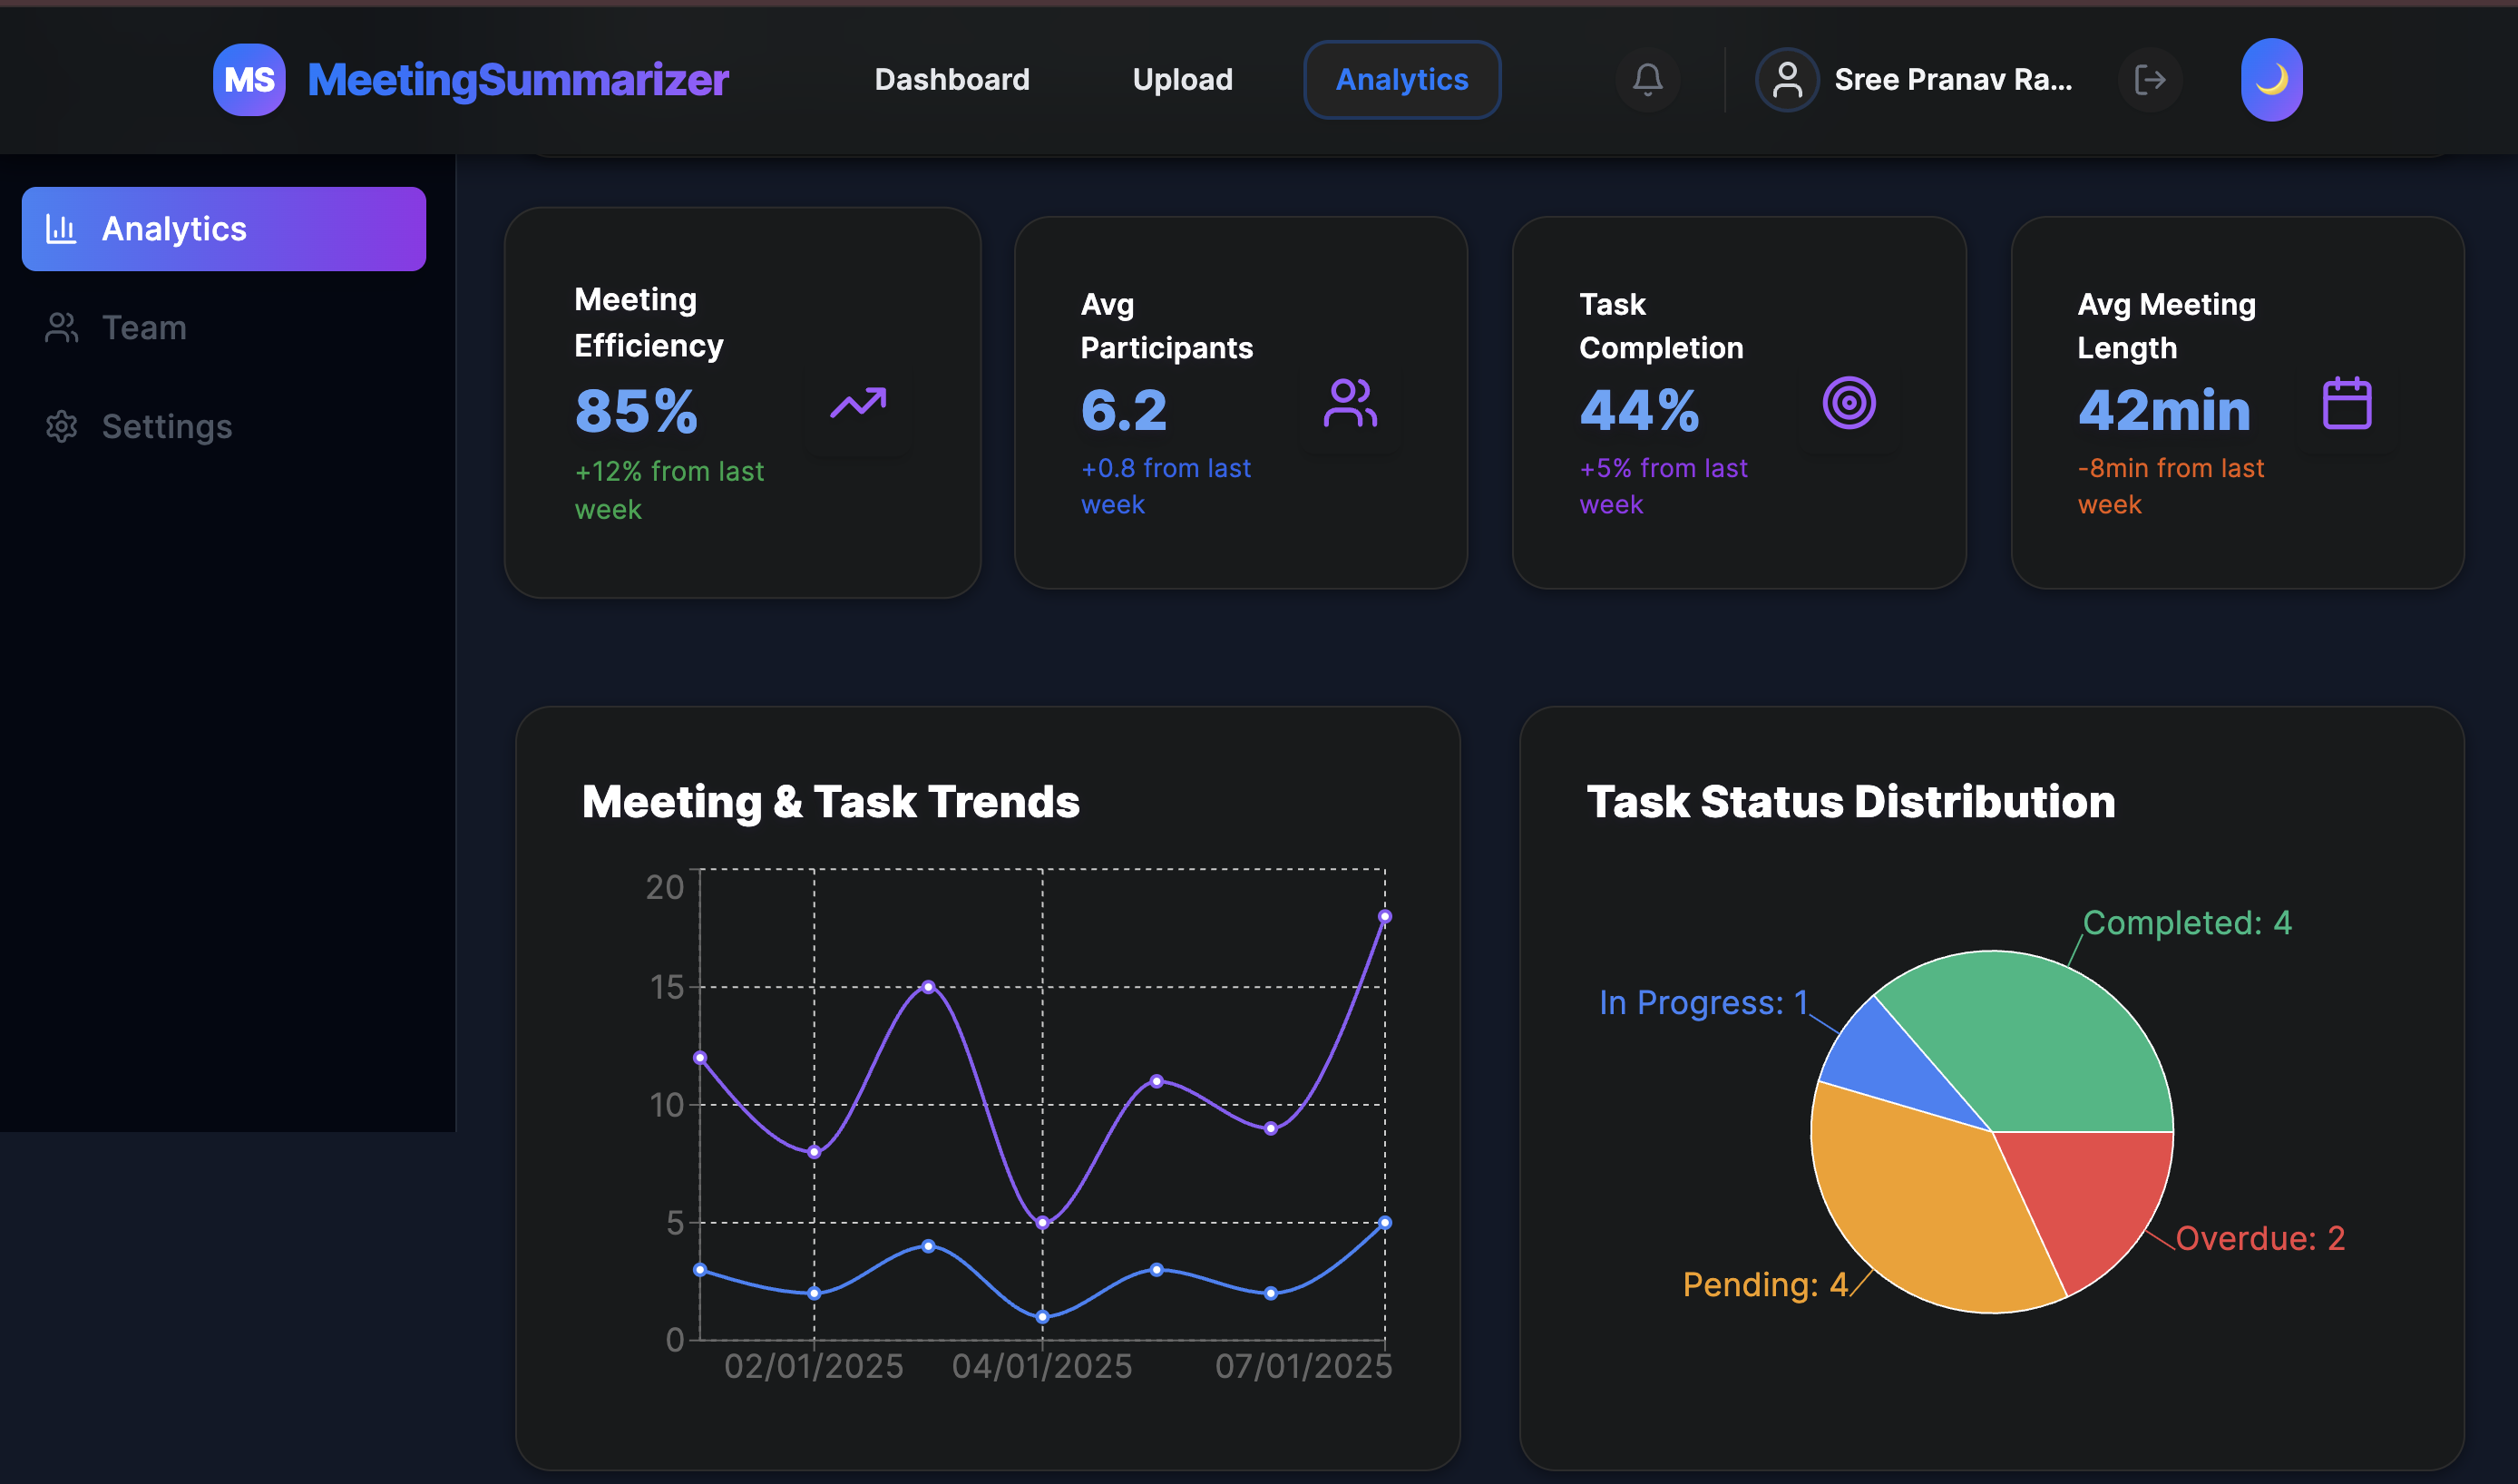 MS MeetingSummarizer Dashboard Upload Analytics Sree Pranav Ra...
Analytics
Team
Settings
Meeting
Efficiency
85%
+12% from last
week
Avg
Participants
6.2
+0.8 from last
week
Task
Completion
44%
+5% from last
week
Avg Meeting
Length
42min
-8min from last
week
Meeting & Task Trends
20
15
10
5
0
02/01/2025 04/01/2025 07/01/2025
Task Status Distribution
Completed: 4
In Progress: 1
Overdue: 2
Pending: 4